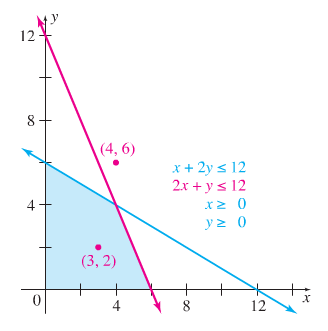 y
12
(4, 6)
8
x + 2y ≤ 12
2x + y ≤ 12
x ≥ 0
y ≥ 0
4
(3, 2)
0
4
8
12
x